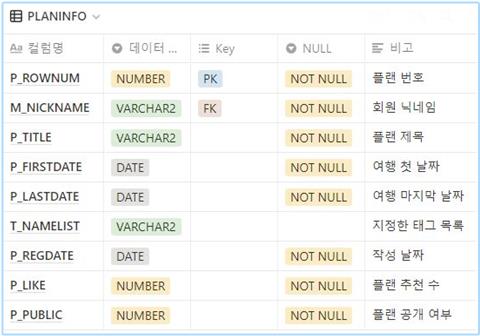 PLANINFO
Aa 컬럼명 데이터 ... Key NULL 비고
P_ROWNUM NUMBER PK NOT NULL 플랜 번호
M_NICKNAME VARCHAR2 FK NOT NULL 회원 닉네임
P_TITLE VARCHAR2 NOT NULL 플랜 제목
P_FIRSTDATE DATE NOT NULL 여행 첫 날짜
P_LASTDATE DATE NOT NULL 여행 마지막 날짜
T_NAMELIST VARCHAR2 지정한 태그 목록
P_REGDATE DATE NOT NULL 작성 날짜
P_LIKE NUMBER NOT NULL 플랜 추천 수
P_PUBLIC NUMBER NOT NULL 플랜 공개 여부